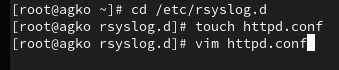 [root@agko ~]# cd /etc/rsyslog.d
[root@agko rsyslog.d]# touch httpd.conf
[root@agko rsyslog.d]# vim httpd.conf